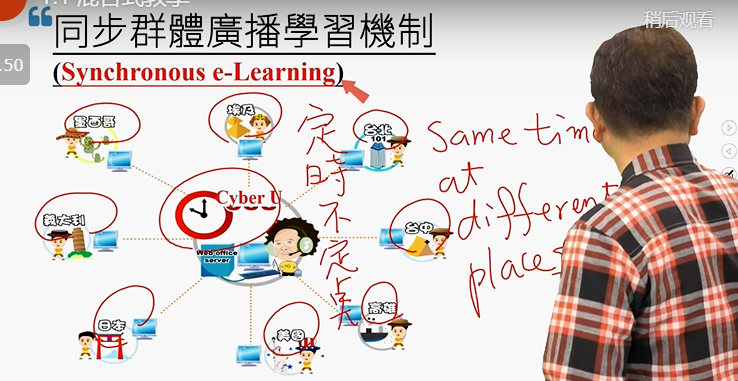 1.1 混合式教學
稍后观看
同步群體廣播學習機制
(Synchronous e-Learning)
.50
墨西哥
埃及
台北
101
定時不定點
Same time
at
different
places
Cyber U
義大利
台中
Web office
server
日本
美國
高雄